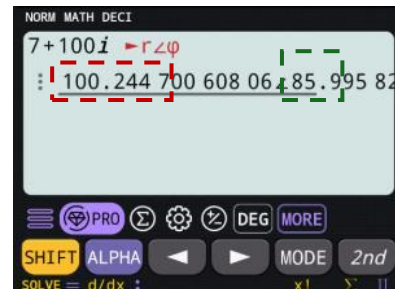 NORM MATH DECI
7+100i ►r∠φ
100.244 700 608 06∠85.995 82
PRO Σ DEG MORE
SHIFT ALPHA ◄ ► MODE 2nd
SOLVE = d/dx : x! Σ Π